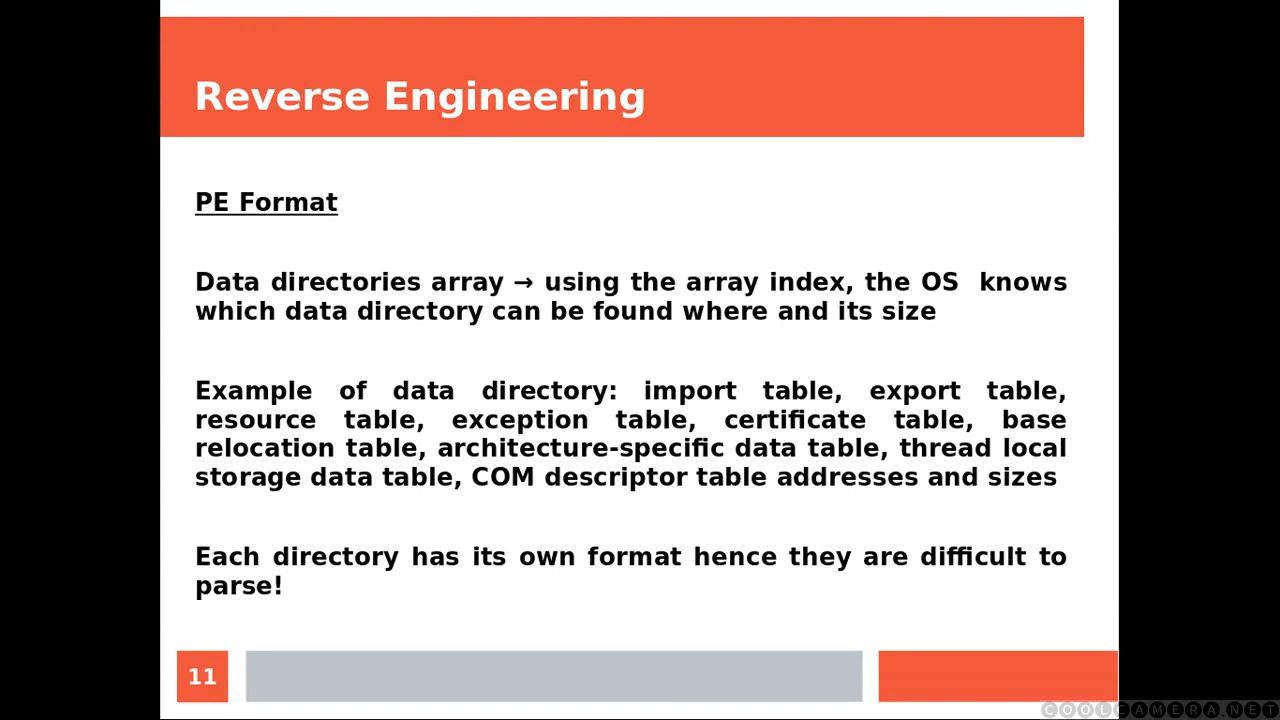 Reverse Engineering
PE Format
Data directories array → using the array index, the OS knows
which data directory can be found where and its size
Example of data directory: import table, export table,
resource table, exception table, certificate table, base
relocation table, architecture-specific data table, thread local
storage data table, COM descriptor table addresses and sizes
Each directory has its own format hence they are difficult to
parse!
11
COOLCAMERA.NET